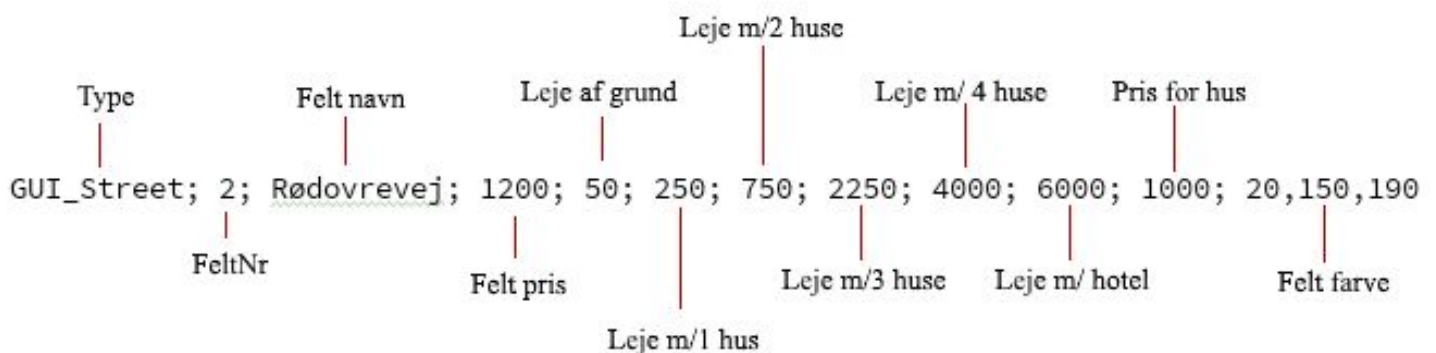 Leje m/2 huse
Type Felt navn Leje af grund Leje m/ 4 huse Pris for hus
GUI_Street; 2; Rødovrevej; 1200; 50; 250; 750; 2250; 4000; 6000; 1000; 20,150,190
FeltNr Felt pris Leje m/3 huse Leje m/ hotel Felt farve
Leje m/1 hus